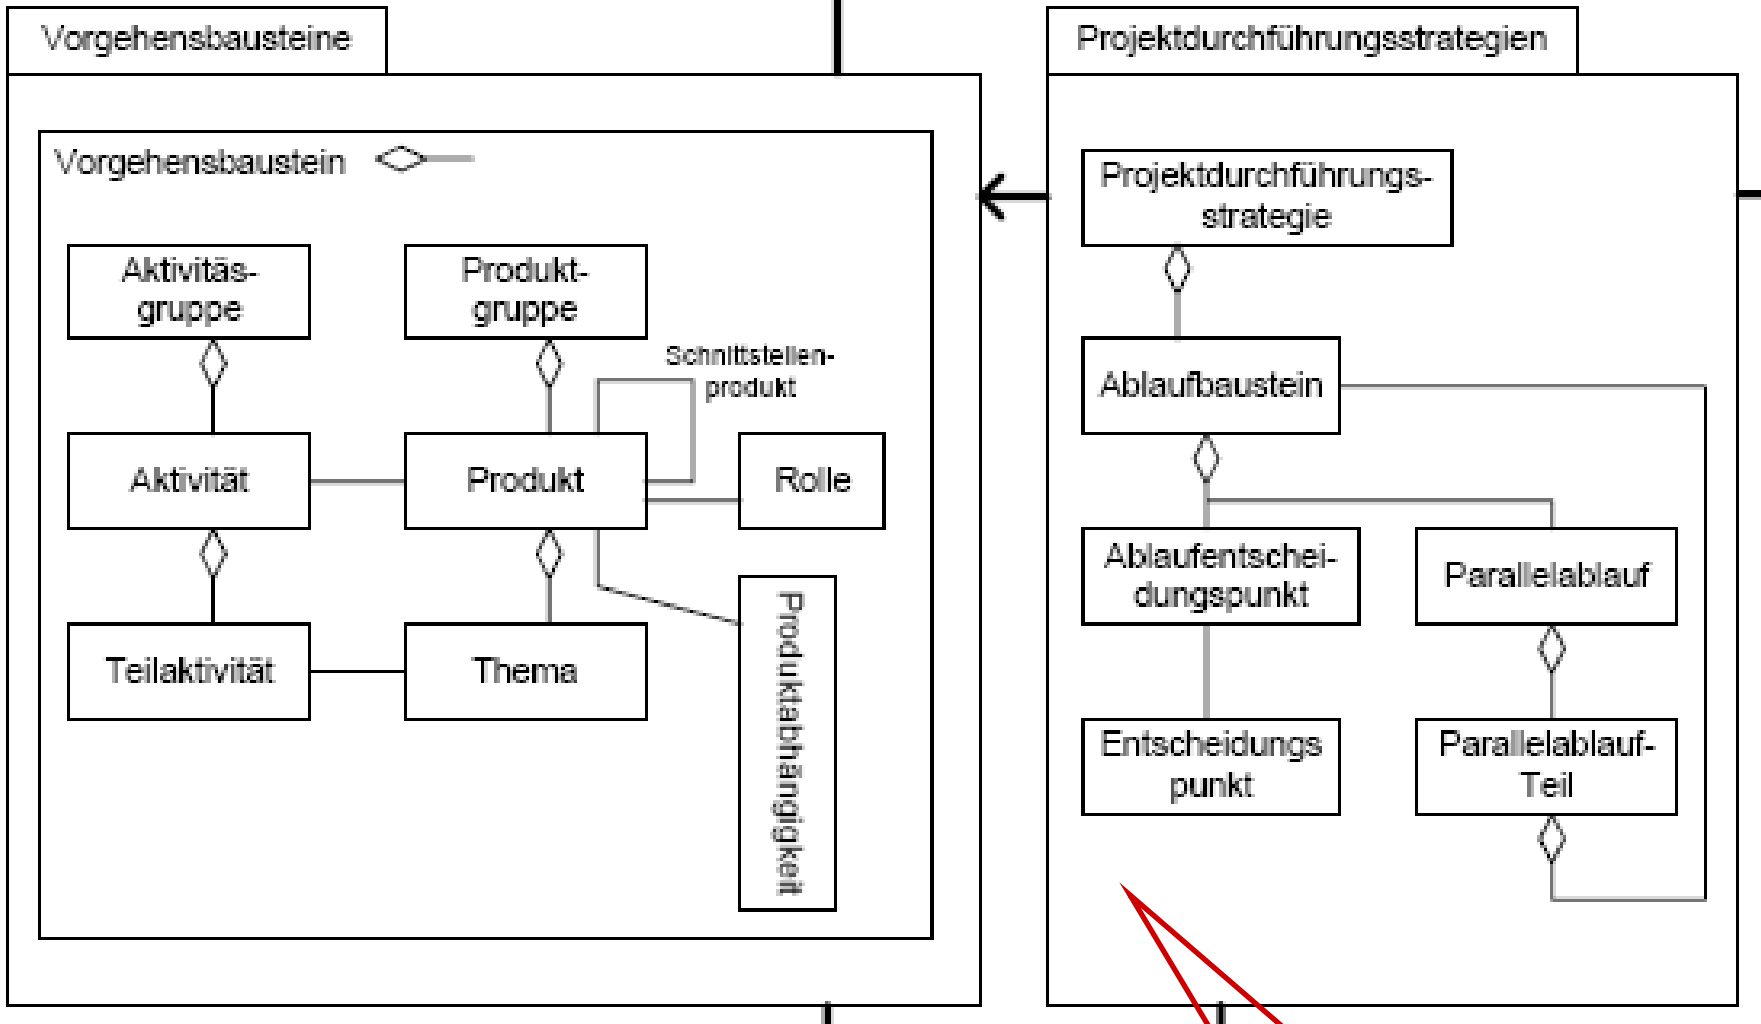 Vorgehensbausteine
Vorgehensbaustein
Aktivitäs-
gruppe
Produkt-
gruppe
Schnittstellen-
produkt
Aktivität
Produkt
Rolle
Teilaktivität
Thema
Produktabhängigkeit
Projektdurchführungsstrategien
Projektdurchführungs-
strategie
Ablaufbaustein
Ablaufentschei-
dungspunkt
Parallelablauf
Entscheidungs
punkt
Parallelablauf-
Teil